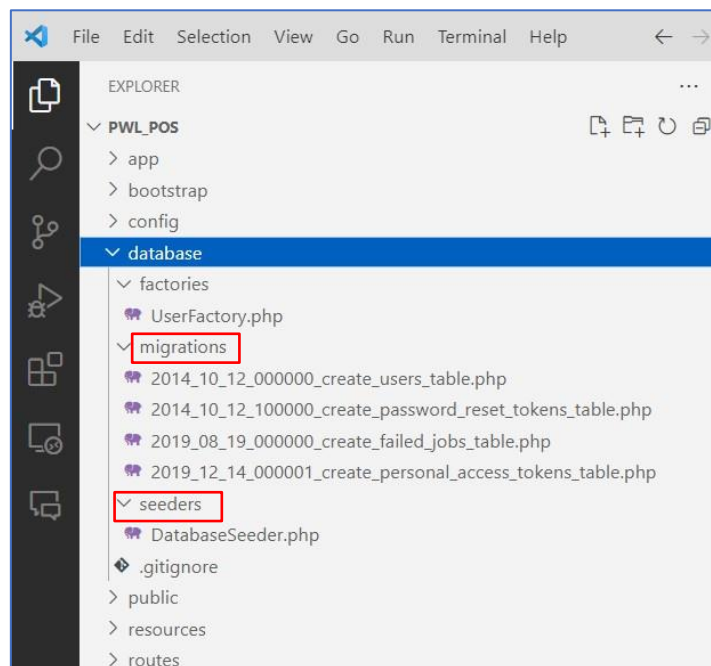 File Edit Selection View Go Run Terminal Help
EXPLORER
PWL_POS
app
bootstrap
config
database
factories
UserFactory.php
migrations
2014_10_12_000000_create_users_table.php
2014_10_12_100000_create_password_reset_tokens_table.php
2019_08_19_000000_create_failed_jobs_table.php
2019_12_14_000001_create_personal_access_tokens_table.php
seeders
DatabaseSeeder.php
.gitignore
public
resources
routes